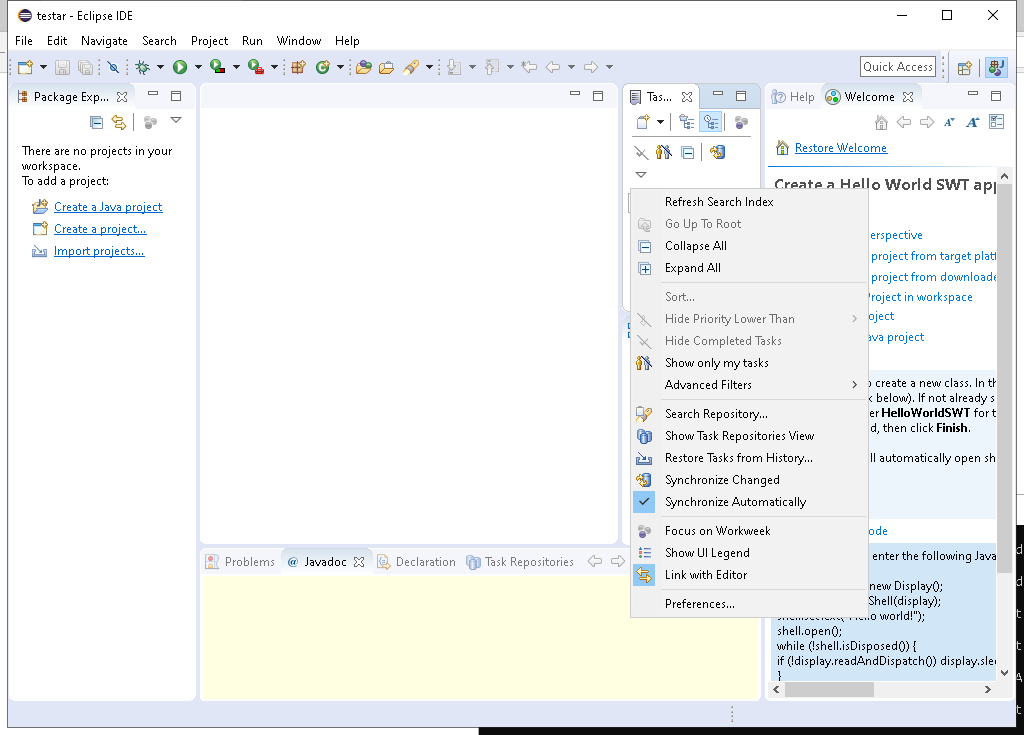 testar - Eclipse IDE
File Edit Navigate Search Project Run Window Help
Quick Access
Package Exp...
There are no projects in your
workspace.
To add a project:
Create a Java project
Create a project...
Import projects...
Tas...
Help
Welcome
Restore Welcome
Create a Hello World SWT app
erspective
project from target platf
project from downloade
Project in workspace
oject
ava project
create a new class. In th
k below). If not already s
er HelloWorldSWT for t
d, then click Finish.
ll automatically open sh
ode
enter the following Java
new Display();
Shell(display);
shell.setText("Hello world!");
shell.open();
while (!shell.isDisposed()) {
if (!display.readAndDispatch()) display.slee
}
Refresh Search Index
Go Up To Root
Collapse All
Expand All
Sort...
Hide Priority Lower Than
Hide Completed Tasks
Show only my tasks
Advanced Filters
Search Repository...
Show Task Repositories View
Restore Tasks from History...
Synchronize Changed
Synchronize Automatically
Focus on Workweek
Show UI Legend
Link with Editor
Preferences...
Problems
@ Javadoc
Declaration
Task Repositories